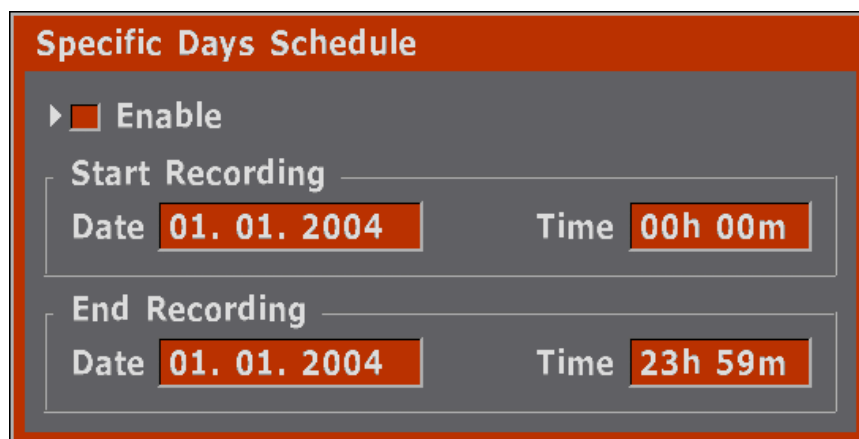 Specific Days Schedule
Enable
Start Recording
Date 01. 01. 2004 Time 00h 00m
End Recording
Date 01. 01. 2004 Time 23h 59m